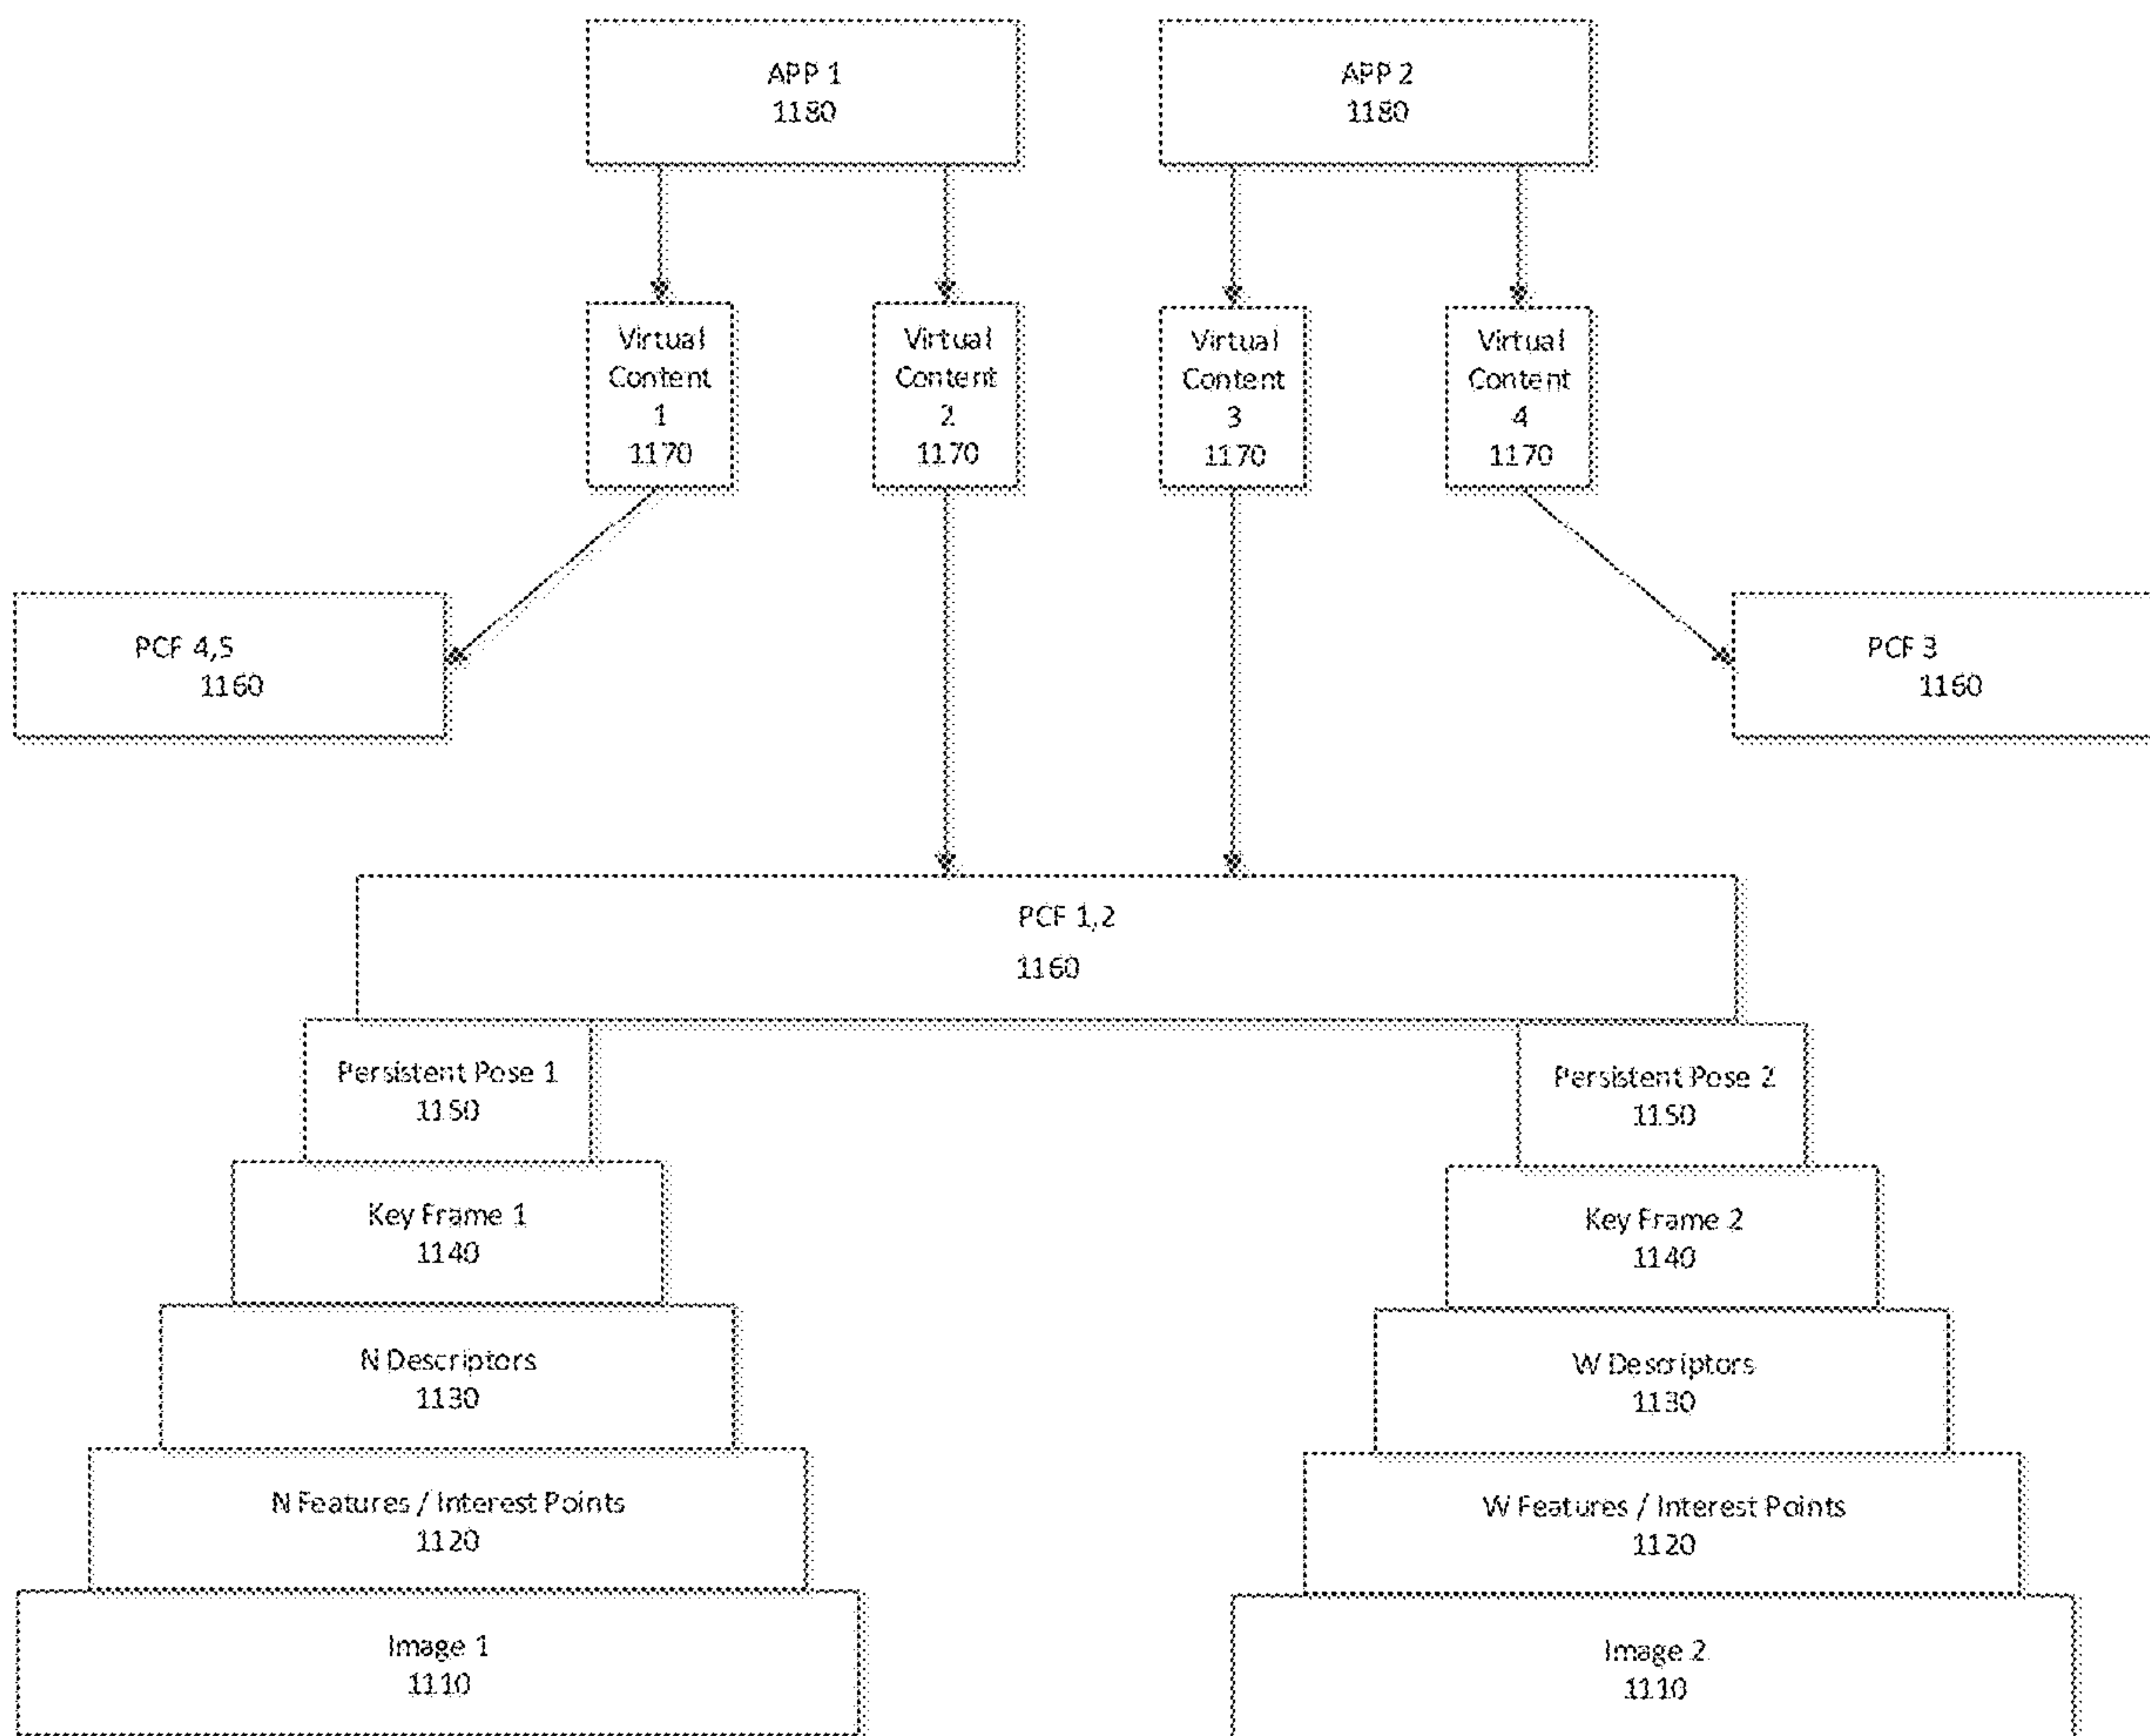 APP 1
1180
APP 2
1180
Virtual
Content
1
1170
Virtual
Content
2
1170
Virtual
Content
3
1170
Virtual
Content
4
1170
PCF 4,5
1160
PCF 3
1160
PCF 1,2
1160
Persistent Pose 1
1150
Persistent Pose 2
1150
Key Frame 1
1140
Key Frame 2
1140
N Descriptors
1130
W Descriptors
1130
N Features / Interest Points
1120
W Features / Interest Points
1120
Image 1
1110
Image 2
1110